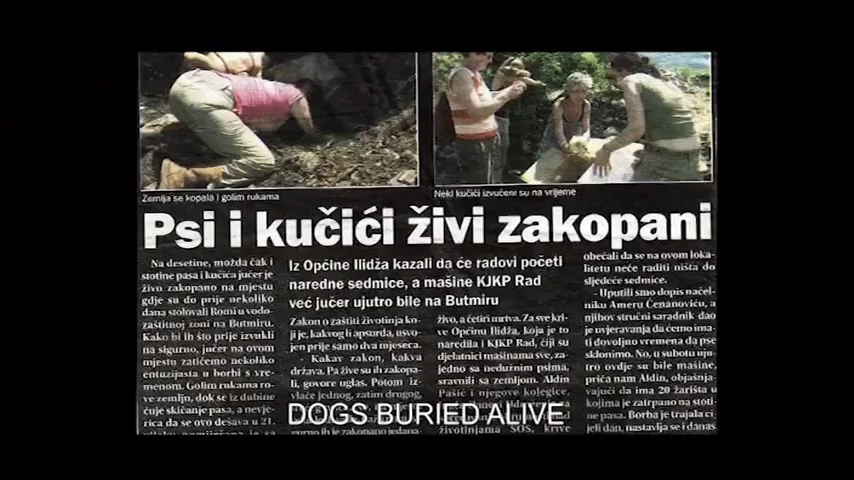 Zemlja se kopala i golim rukama
Neki kučići izvučeni su na vrijeme
Psi i kučići živi zakopani
Na desetine, možda čak i
stotine pasa i kučića jučer je
živo zakopano na mjestu
gdje su do prije nekoliko
dana stolovali Romi u vodo-
zaštitnoj zoni na Butmiru.
Kako bi ih što prije izvukli
na sigurno, jučer na ovom
mjestu zatičemo nekoliko
entuzijasta u borbi s vre-
menom. Golim rukama ro-
ve zemlju, dok se iz dubine
čuje skičanje pasa, a nevje-
rica da se ovo dešava u 21.
Iz Općine Ilidža kazali da će radovi početi
naredne sedmice, a mašine KJKP Rad
već jučer ujutro bile na Butmiru
Zakon o zaštiti životinja ko-
ji je, kakvog li apsurda, usvo-
jen prije samo dva mjeseca.
- Kakav zakon, kakva
država. Pa žive su ih zakopa-
li, govore uglas. Potom iz-
vlače jednog, zatim drugog,
živo, a četiri mrtva. Za sve kri-
ve Općinu Ilidža, koja je to
naredila i KJKP Rad, čiji su
djelatnici mašinama sve, za-
jedno sa nedužnim psima,
sravnili sa zemljom. Aldin
Pašić i njegove kolegice,
životinjama SOS, krive
obećali da se na ovom loka-
litetu neće raditi ništa do
sljedeće sedmice.
- Uputili smo dopis načel-
niku Ameru Ćenanoviću, a
njihov stručni saradnik dao
je uvjeravanja da ćemo ima-
ti dovoljno vremena da pse
sklonimo. No, u subotu uju-
tro ovdje su bile mašine,
priča nam Aldin, objašnja-
vajući da ima 20 žarišta u
kojima je zatrpano na stoti-
ne pasa. Borba je trajala ci-
jeli dan, nastavlja se i danas.
DOGS BURIED ALIVE